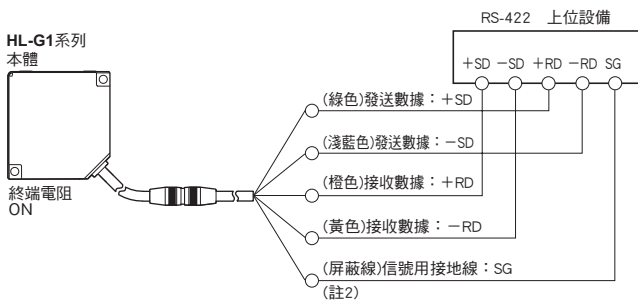 RS-422 上位設備
HL-G1系列
本體
+SD −SD +RD −RD SG
(綠色)發送數據：+SD
(淺藍色)發送數據：−SD
(橙色)接收數據：+RD
(黃色)接收數據：−RD
(屏蔽線)信號用接地線：SG
(註2)
終端電阻
ON